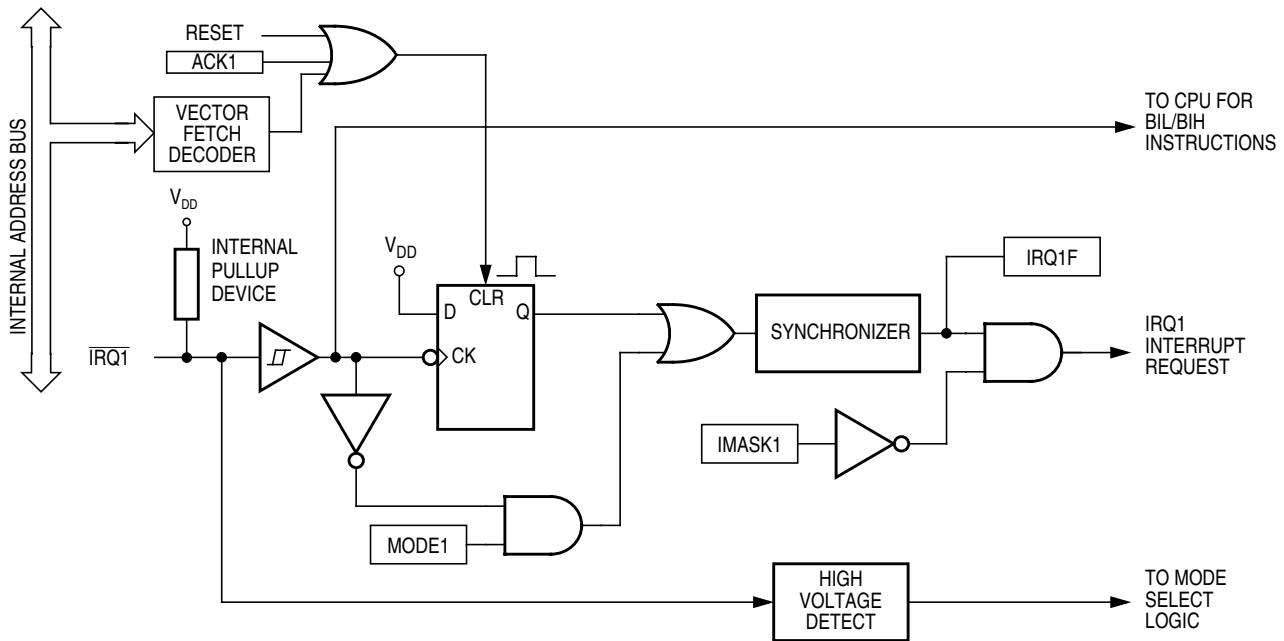 RESET
ACK1
VECTOR
FETCH
DECODER
INTERNAL ADDRESS BUS
TO CPU FOR
BIL/BIH
INSTRUCTIONS
VDD
INTERNAL
PULLUP
DEVICE
VDD
CLR
D
Q
CK
IRQ1
SYNCHRONIZER
IRQ1F
IRQ1
INTERRUPT
REQUEST
IMASK1
MODE1
HIGH
VOLTAGE
DETECT
TO MODE
SELECT
LOGIC